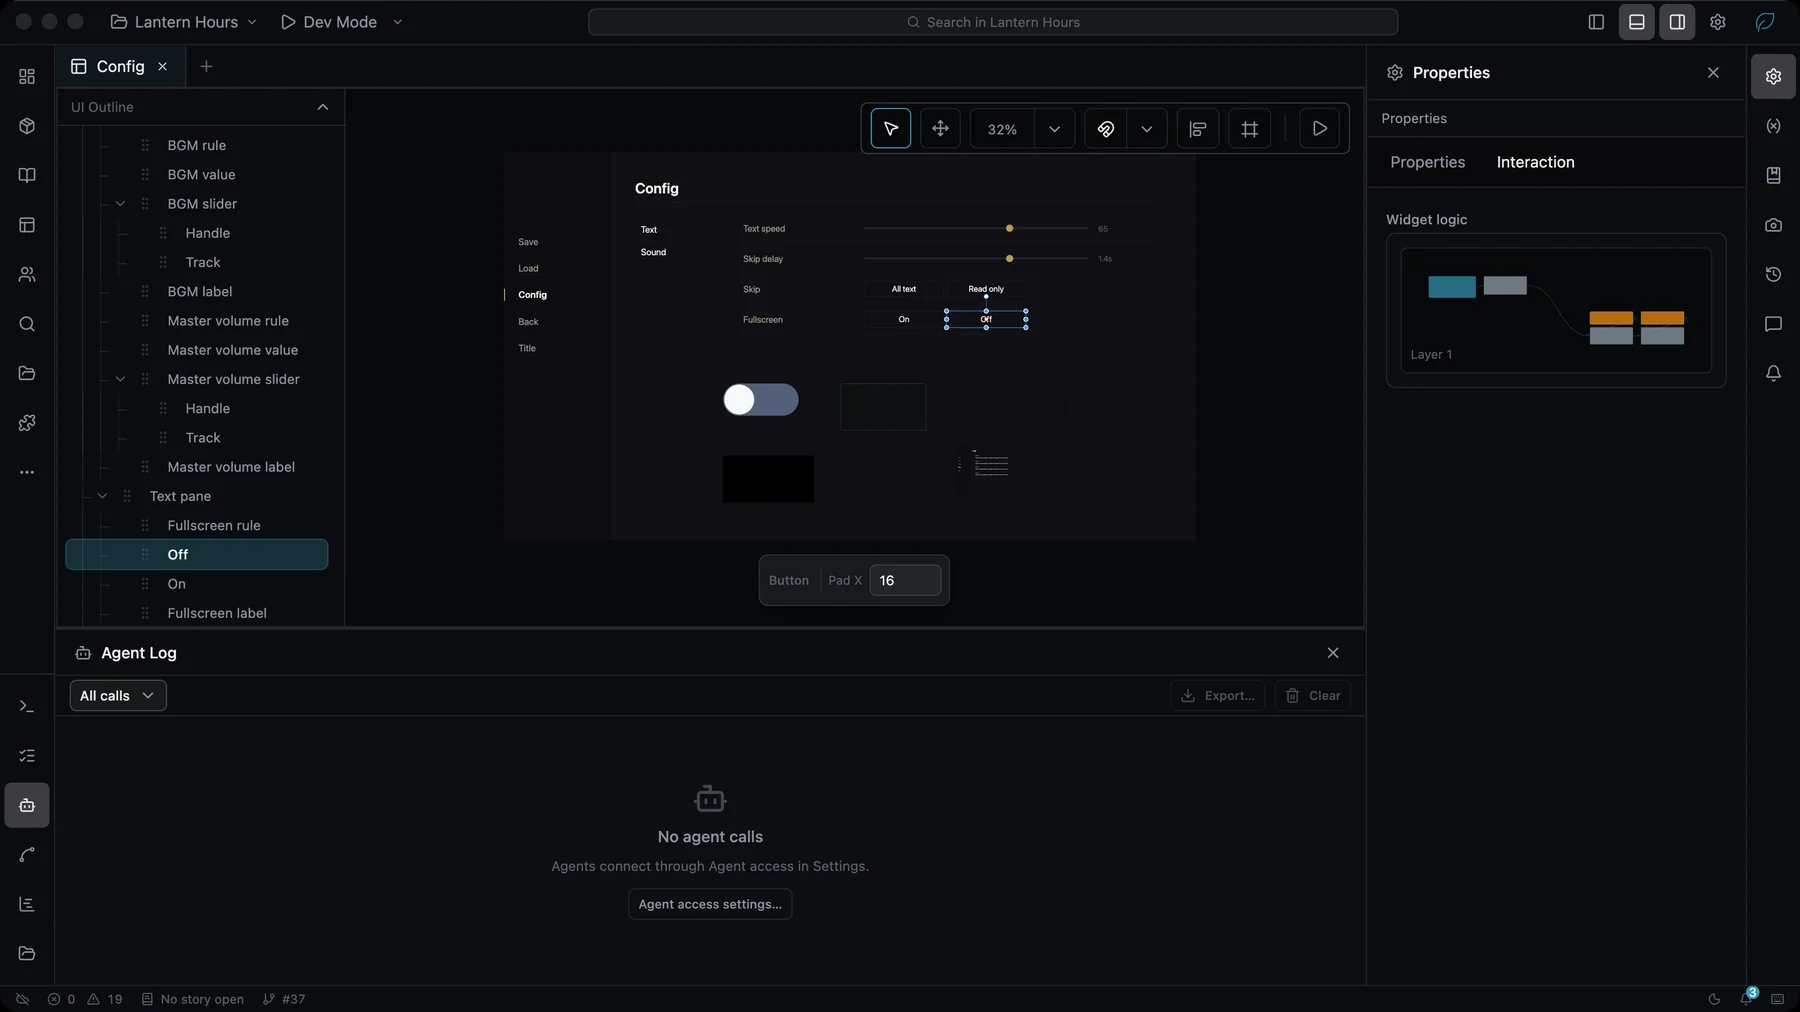 Lantern Hours
Dev Mode
Search in Lantern Hours
Config
UI Outline
BGM rule
BGM value
BGM slider
Handle
Track
BGM label
Master volume rule
Master volume value
Master volume slider
Handle
Track
Master volume label
Text pane
Fullscreen rule
Off
On
Fullscreen label
32%
Save
Load
Config
Back
Title
Config
Text
Sound
Text speed
65
Skip delay
1.4s
Skip
All text
Read only
Fullscreen
On
Off
Button
Pad X
16
Properties
Properties
Properties
Interaction
Widget logic
Layer 1
Agent Log
All calls
Export...
Clear
No agent calls
Agents connect through Agent access in Settings.
Agent access settings...
0
19
No story open
#37
3